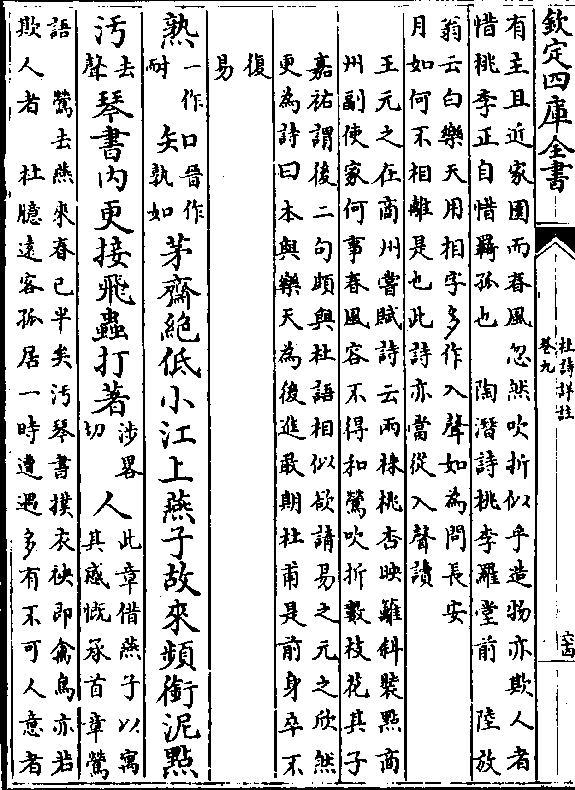 欽定四庫全書
杜詩詳註
卷九
有主且近家園而春風忽然吹折似乎造物亦欺人者
惜桃李正自惜羇孤也　陶潛詩桃李羅堂前　陸放
翁云白樂天用相字多作入聲如為問長安
月如何不相離是也此詩亦當從入聲讀
王元之在商州嘗賦詩云兩株桃杏映籬斜裝點商
州副使家何事春風容不得和鶯吹折數枝花其子
嘉祐謂後二句頗與杜語相似欲請易之元之欣然
更為詩曰本與樂天為後進敢期杜甫是前身卒不
復
易
熟一作耐知晉作孰如茅齋絶低小江上燕子故來頻銜泥點
汚去聲琴書内更接飛蟲打著涉畧切人此章借燕子以寓其感慨承首章鶯
語　鶯去燕來春已半矣汚琴書撲衣袂即禽鳥亦若
欺人者　杜臆逺客孤居一時遭遇多有不可人意者